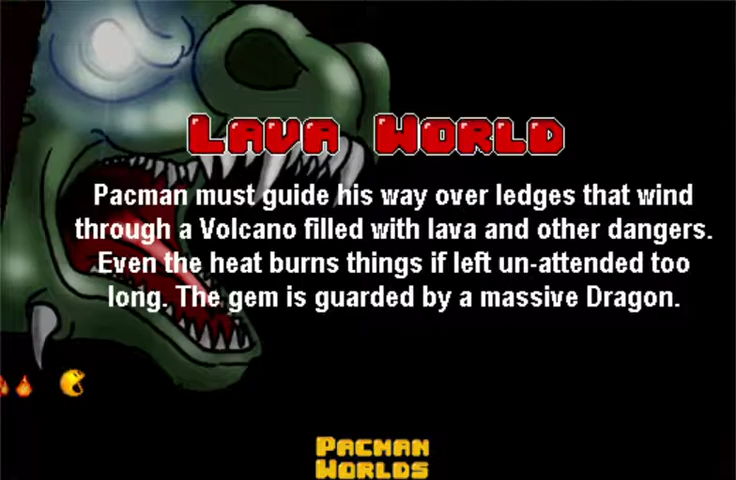 LAVA WORLD
Pacman must guide his way over ledges that wind
through a Volcano filled with lava and other dangers.
Even the heat burns things if left un-attended too
long. The gem is guarded by a massive Dragon.
PACMAN
WORLDS